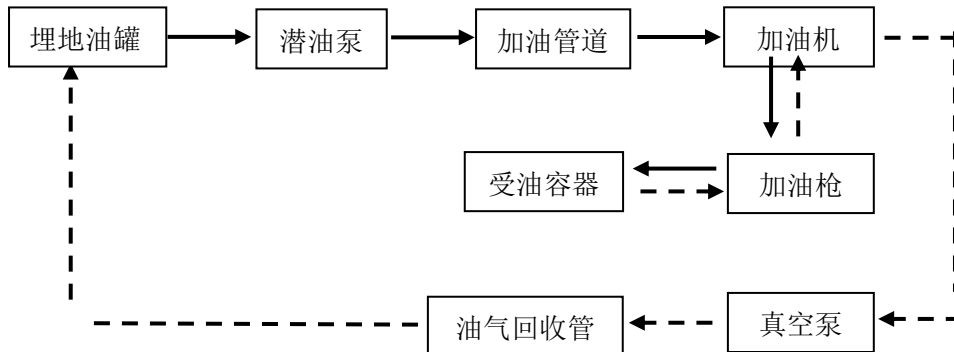 埋地油罐
潜油泵
加油管道
加油机
受油容器
加油枪
油气回收管
真空泵